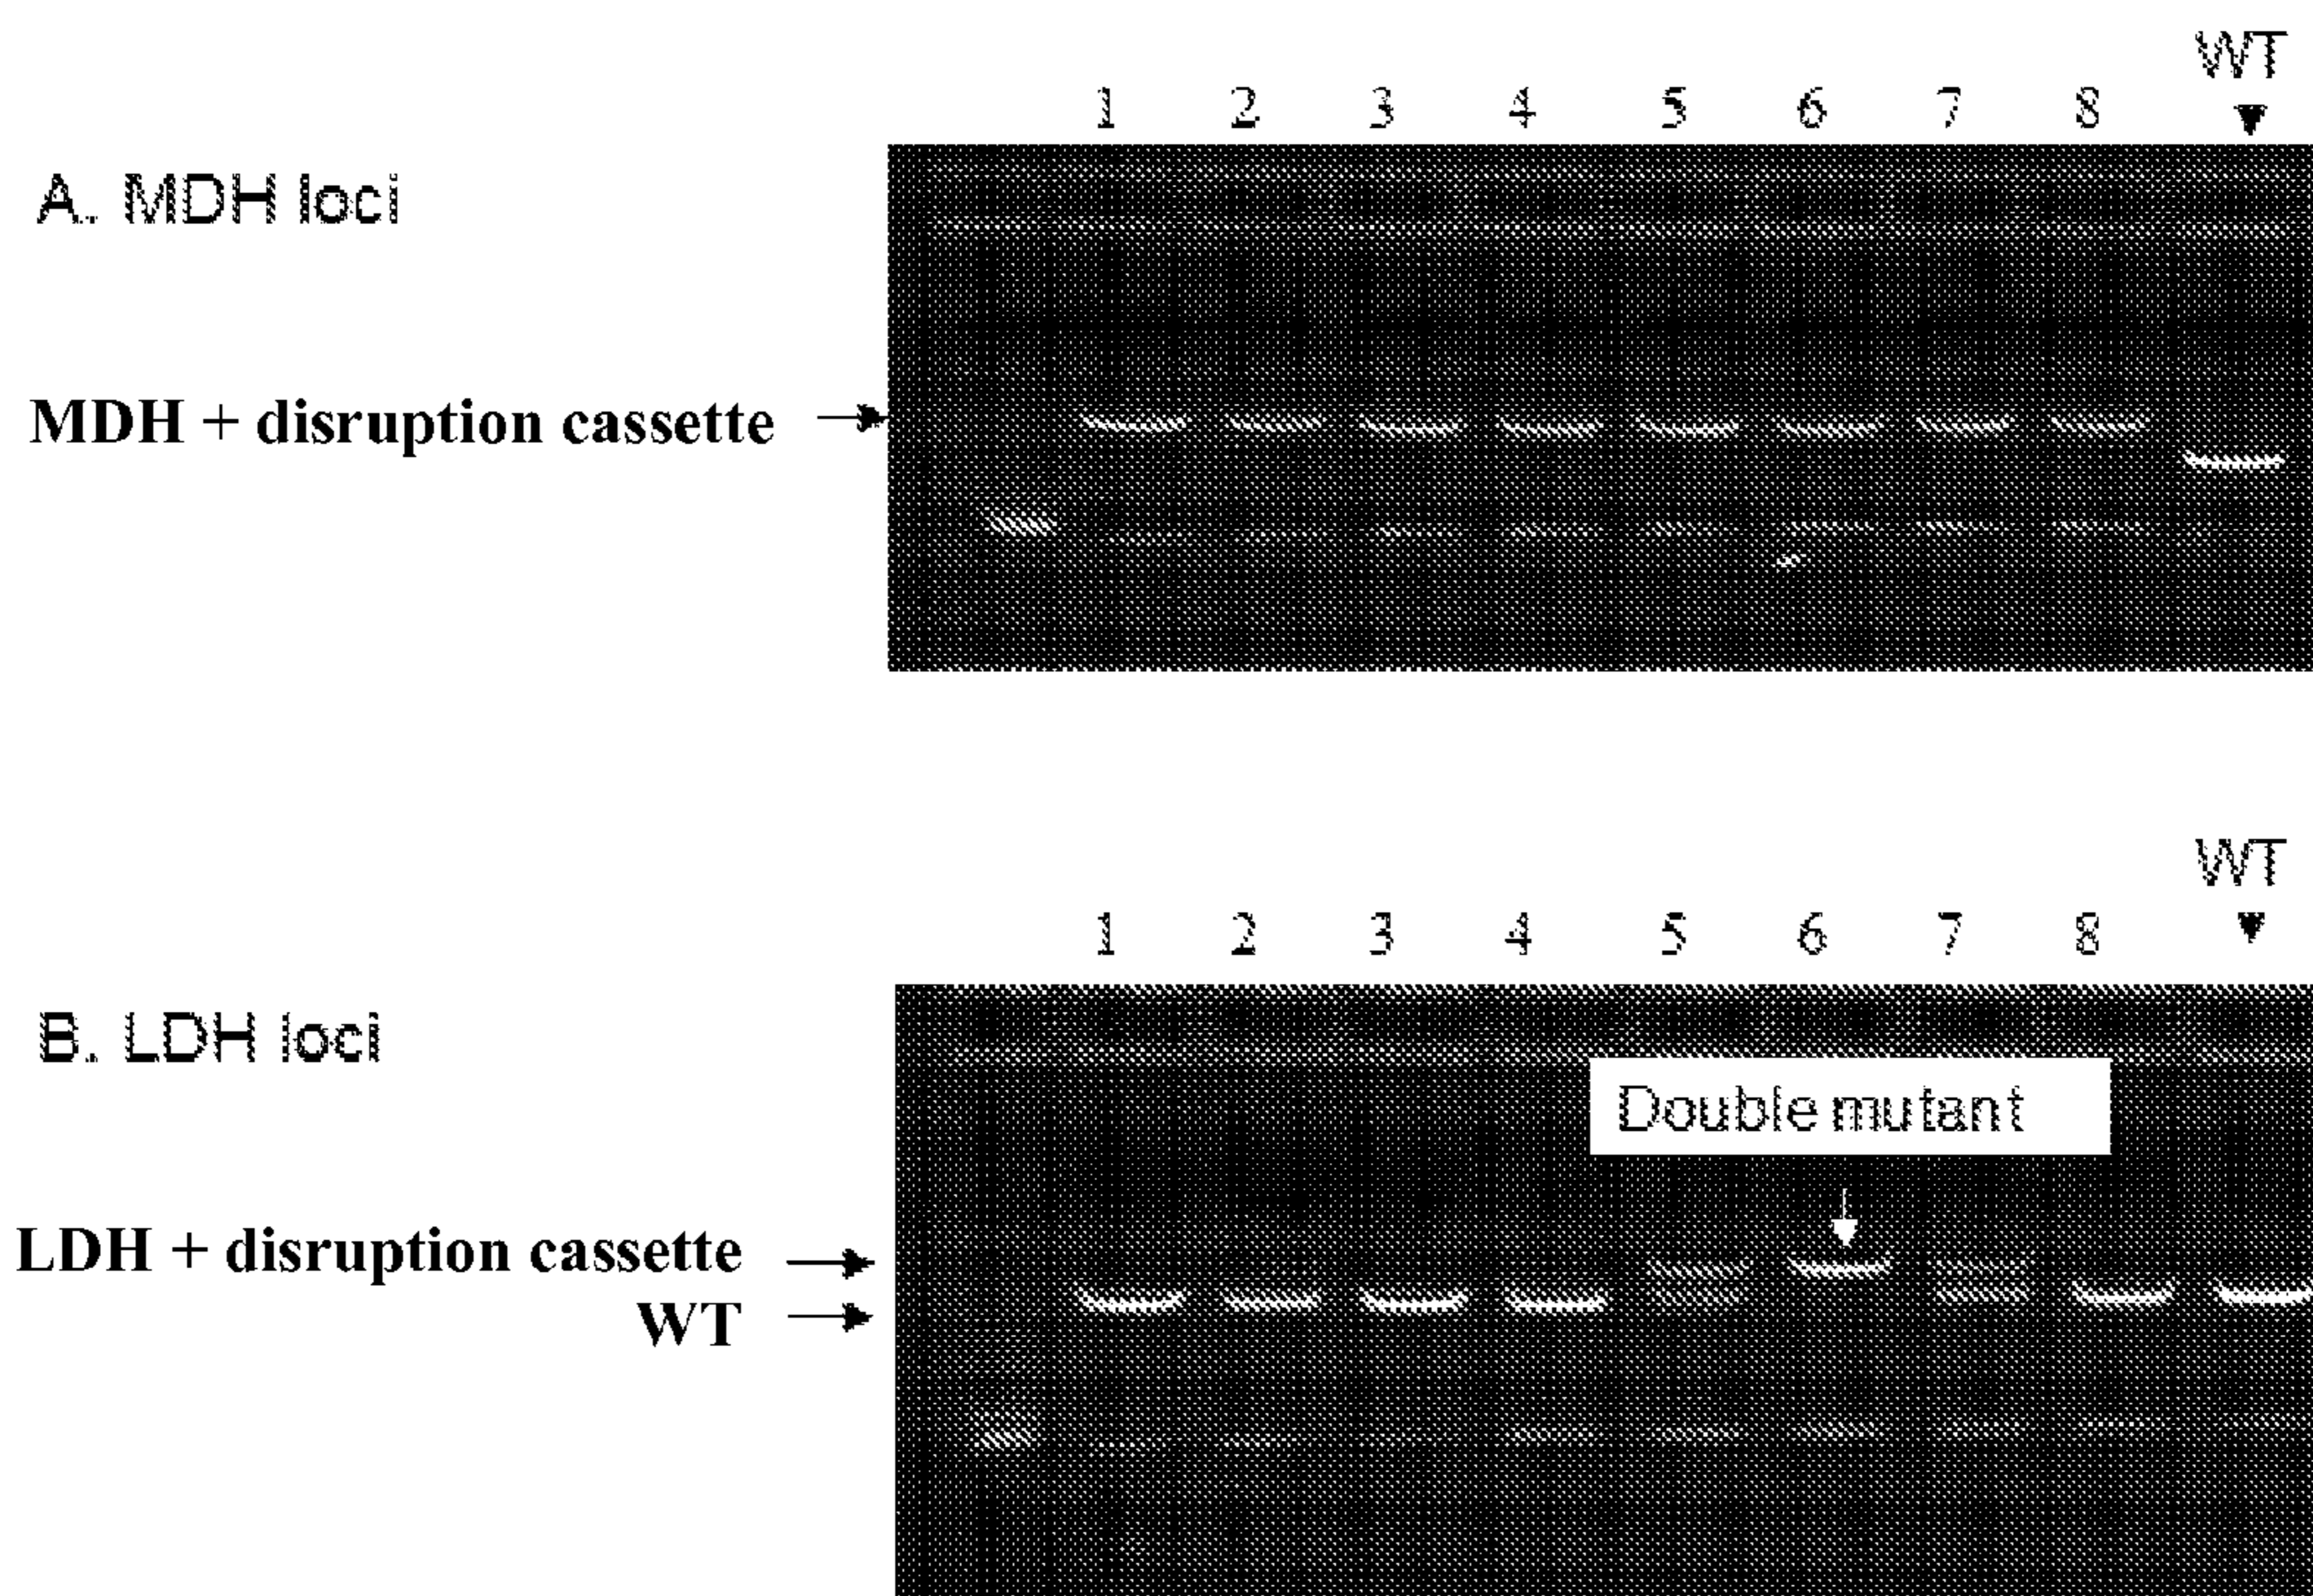 WT
1 2 3 4 5 6 7 8
A. MDH loci
MDH + disruption cassette
WT
1 2 3 4 5 6 7 8
B. LDH loci
Double mutant
LDH + disruption cassette
WT